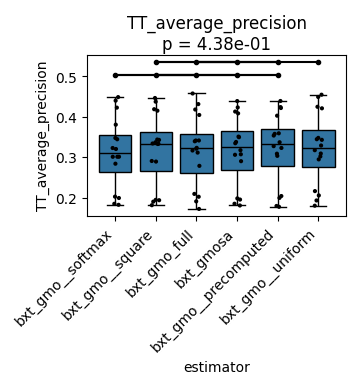 TT_average_precision
p = 4.38e-01
TT_average_precision
0.5
0.4
0.3
0.2
bxt_gmo__softmax
bxt_gmo__square
bxt_gmo_full
bxt_gmosa
bxt_gmo__precomputed
bxt_gmo__uniform
estimator